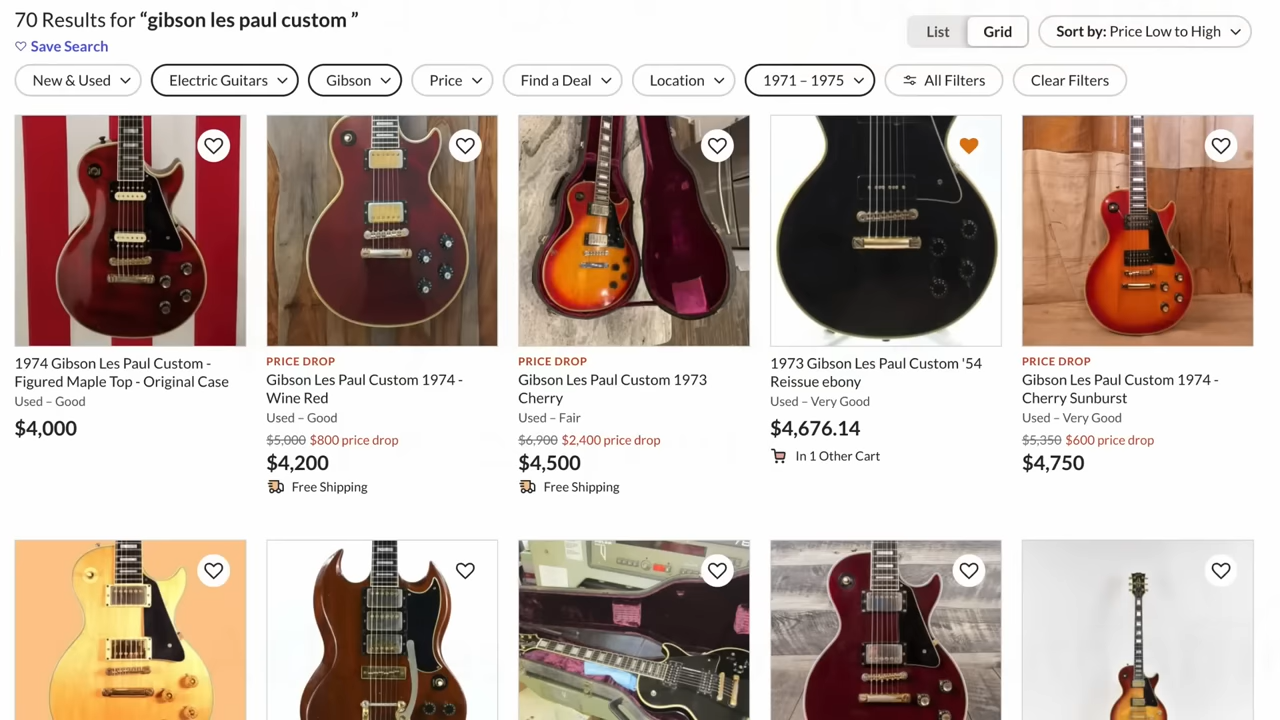 70 Results for “gibson les paul custom ”
Save Search
List
Grid
Sort by: Price Low to High
New & Used
Electric Guitars
Gibson
Price
Find a Deal
Location
1971 – 1975
All Filters
Clear Filters
1974 Gibson Les Paul Custom -
Figured Maple Top - Original Case
Used – Good
$4,000
PRICE DROP
Gibson Les Paul Custom 1974 -
Wine Red
Used – Good
$5,000 $800 price drop
$4,200
Free Shipping
PRICE DROP
Gibson Les Paul Custom 1973
Cherry
Used – Fair
$6,900 $2,400 price drop
$4,500
Free Shipping
1973 Gibson Les Paul Custom '54
Reissue ebony
Used – Very Good
$4,676.14
In 1 Other Cart
PRICE DROP
Gibson Les Paul Custom 1974 -
Cherry Sunburst
Used – Very Good
$5,350 $600 price drop
$4,750